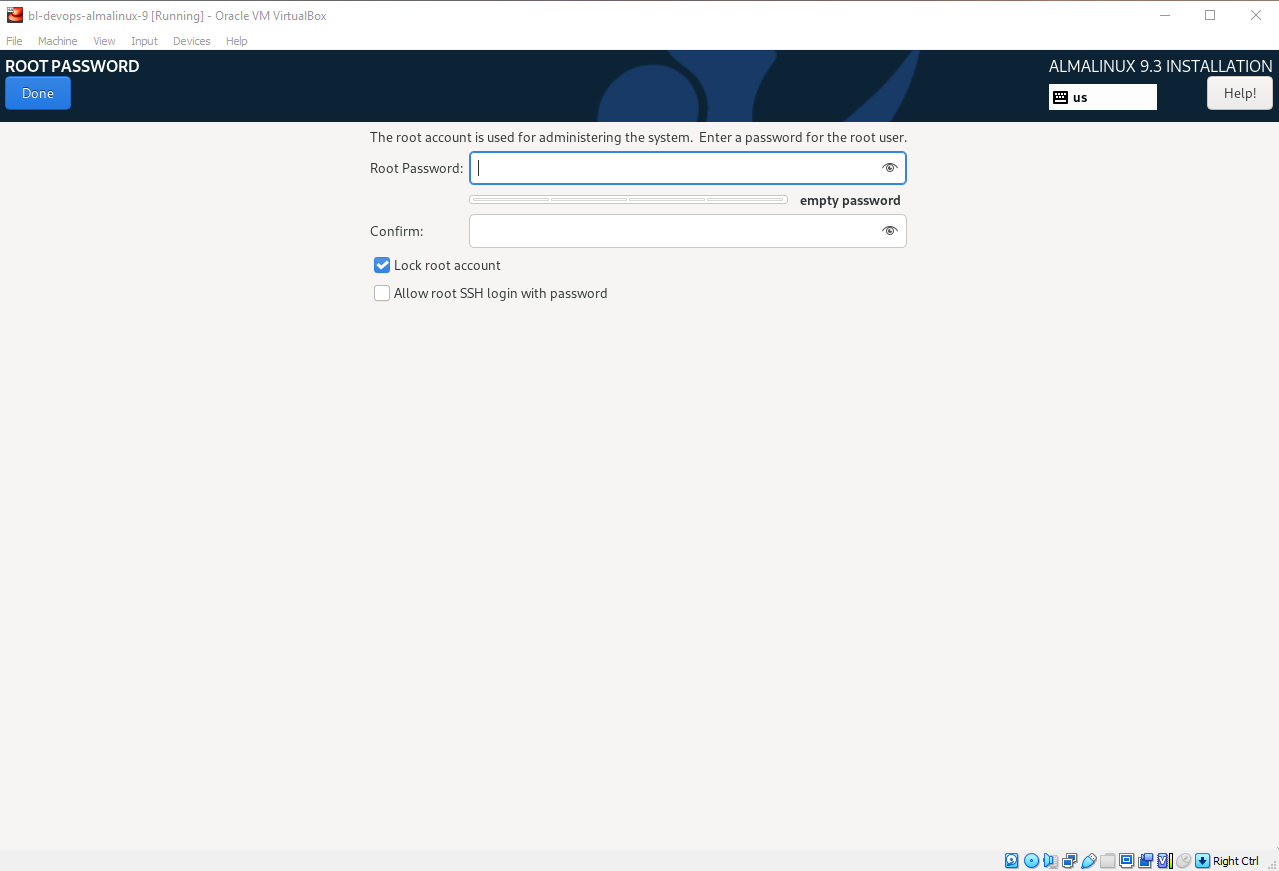 bl-devops-almalinux-9 [Running] - Oracle VM VirtualBox
File Machine View Input Devices Help
ROOT PASSWORD
ALMALINUX 9.3 INSTALLATION
Done
us
Help!
The root account is used for administering the system. Enter a password for the root user.
Root Password:
empty password
Confirm:
Lock root account
Allow root SSH login with password
Right Ctrl